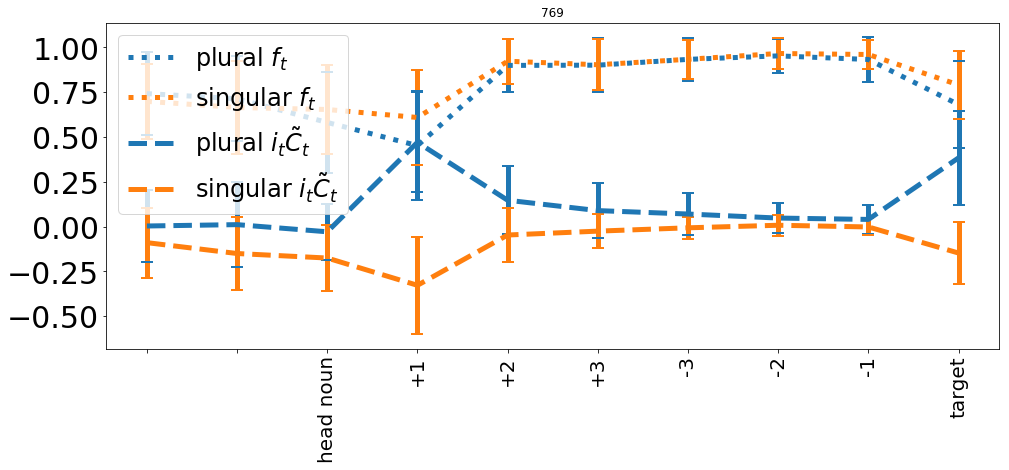 769
1.00
0.75
0.50
0.25
0.00
−0.25
−0.50
plural $f_t$
singular $f_t$
plural $i_t\tilde{C}_t$
singular $i_t\tilde{C}_t$
head noun
+1
+2
+3
-3
-2
-1
target